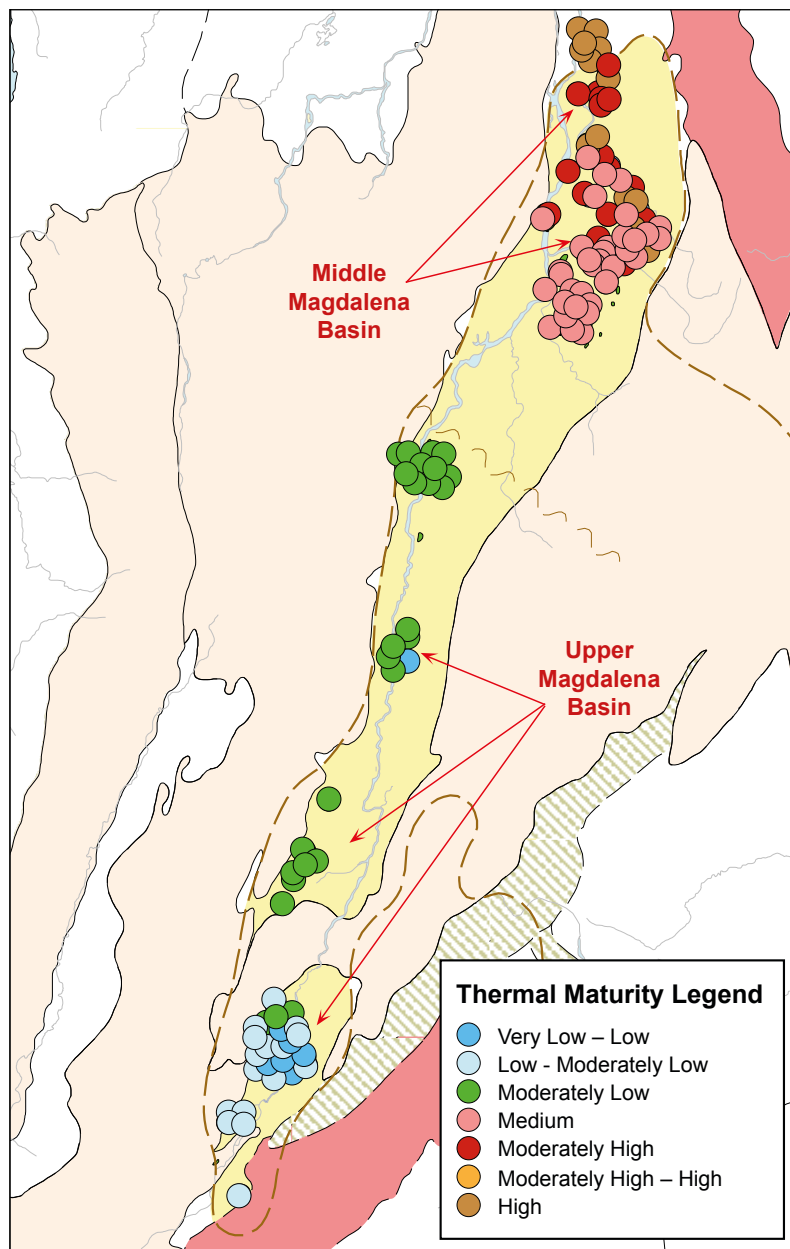 Middle
Magdalena
Basin
Upper
Magdalena
Basin
Thermal Maturity Legend
Very Low – Low
Low - Moderately Low
Moderately Low
Medium
Moderately High
Moderately High – High
High